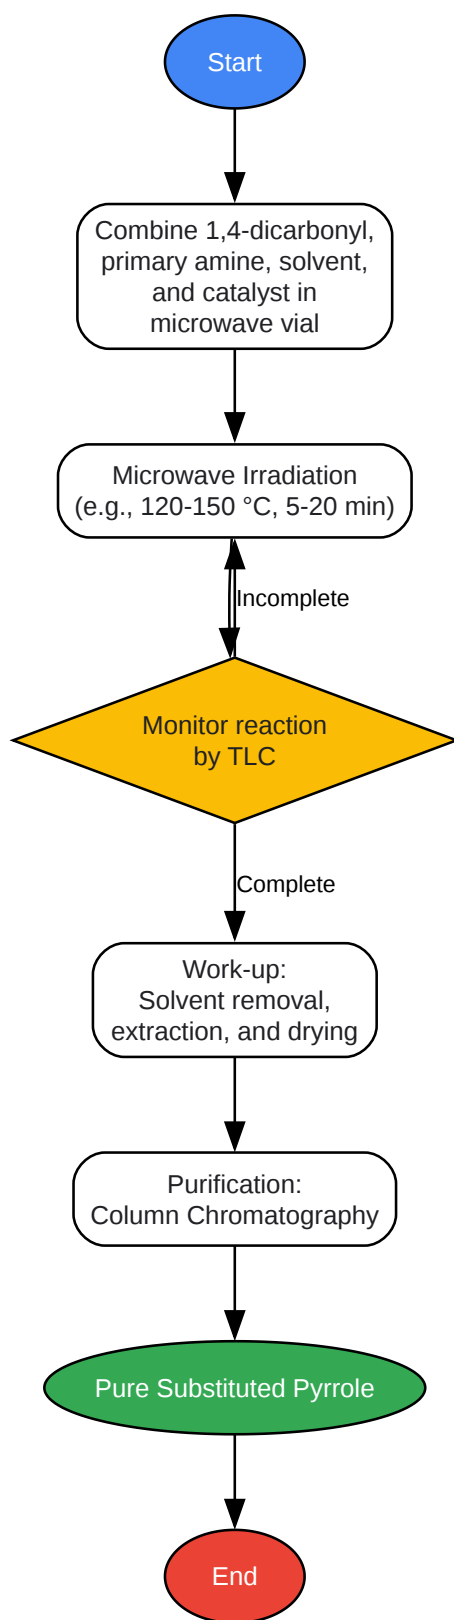 Start
Combine 1,4-dicarbonyl,
primary amine, solvent,
and catalyst in
microwave vial
Microwave Irradiation
(e.g., 120-150 °C, 5-20 min)
Incomplete
Monitor reaction
by TLC
Complete
Work-up:
Solvent removal,
extraction, and drying
Purification:
Column Chromatography
Pure Substituted Pyrrole
End